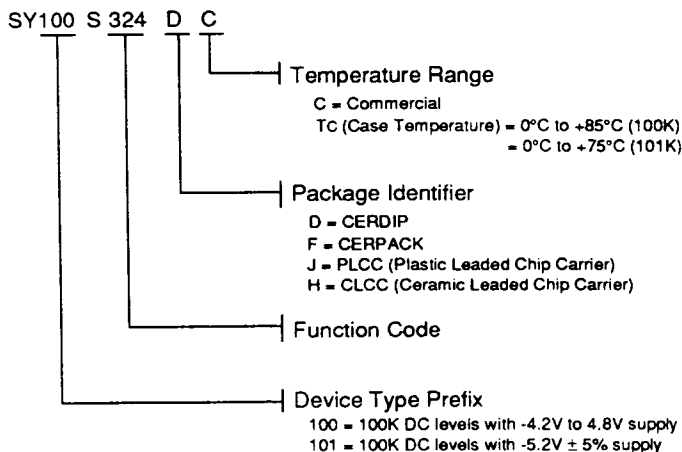 SY100 S 324 D C
Temperature Range
C = Commercial
TC (Case Temperature) = 0°C to +85°C (100K)
= 0°C to +75°C (101K)
Package Identifier
D = CERDIP
F = CERPACK
J = PLCC (Plastic Leaded Chip Carrier)
H = CLCC (Ceramic Leaded Chip Carrier)
Function Code
Device Type Prefix
100 = 100K DC levels with -4.2V to 4.8V supply
101 = 100K DC levels with -5.2V ± 5% supply